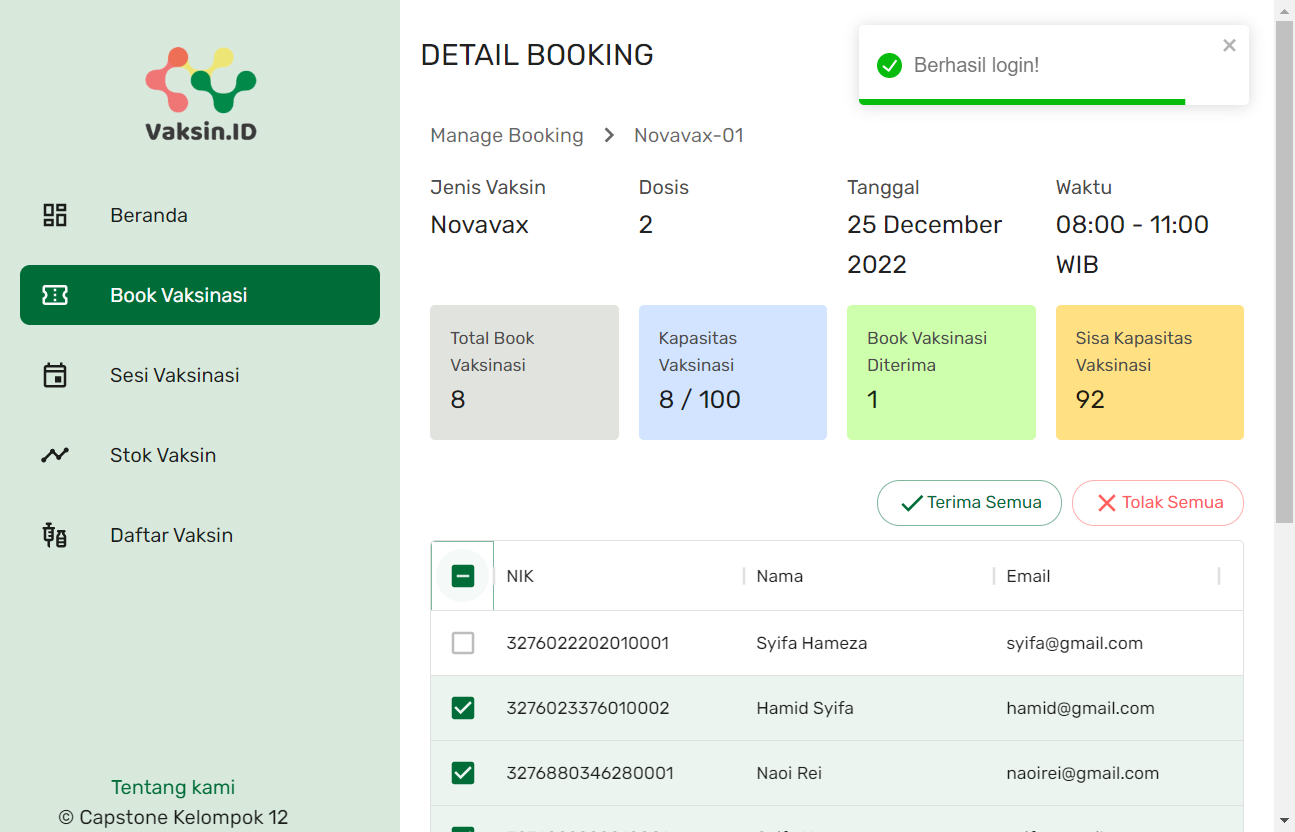 Vaksin.ID
Beranda
Book Vaksinasi
Sesi Vaksinasi
Stok Vaksin
Daftar Vaksin
Tentang kami
© Capstone Kelompok 12
DETAIL BOOKING
Berhasil login!
Manage Booking > Novavax-01
Jenis Vaksin
Novavax
Dosis
2
Tanggal
25 December
2022
Waktu
08:00 - 11:00
WIB
Total Book
Vaksinasi
8
Kapasitas
Vaksinasi
8 / 100
Book Vaksinasi
Diterima
1
Sisa Kapasitas
Vaksinasi
92
Terima Semua
Tolak Semua
NIK Nama Email
3276022202010001 Syifa Hameza syifa@gmail.com
3276023376010002 Hamid Syifa hamid@gmail.com
3276880346280001 Naoi Rei naoirei@gmail.com